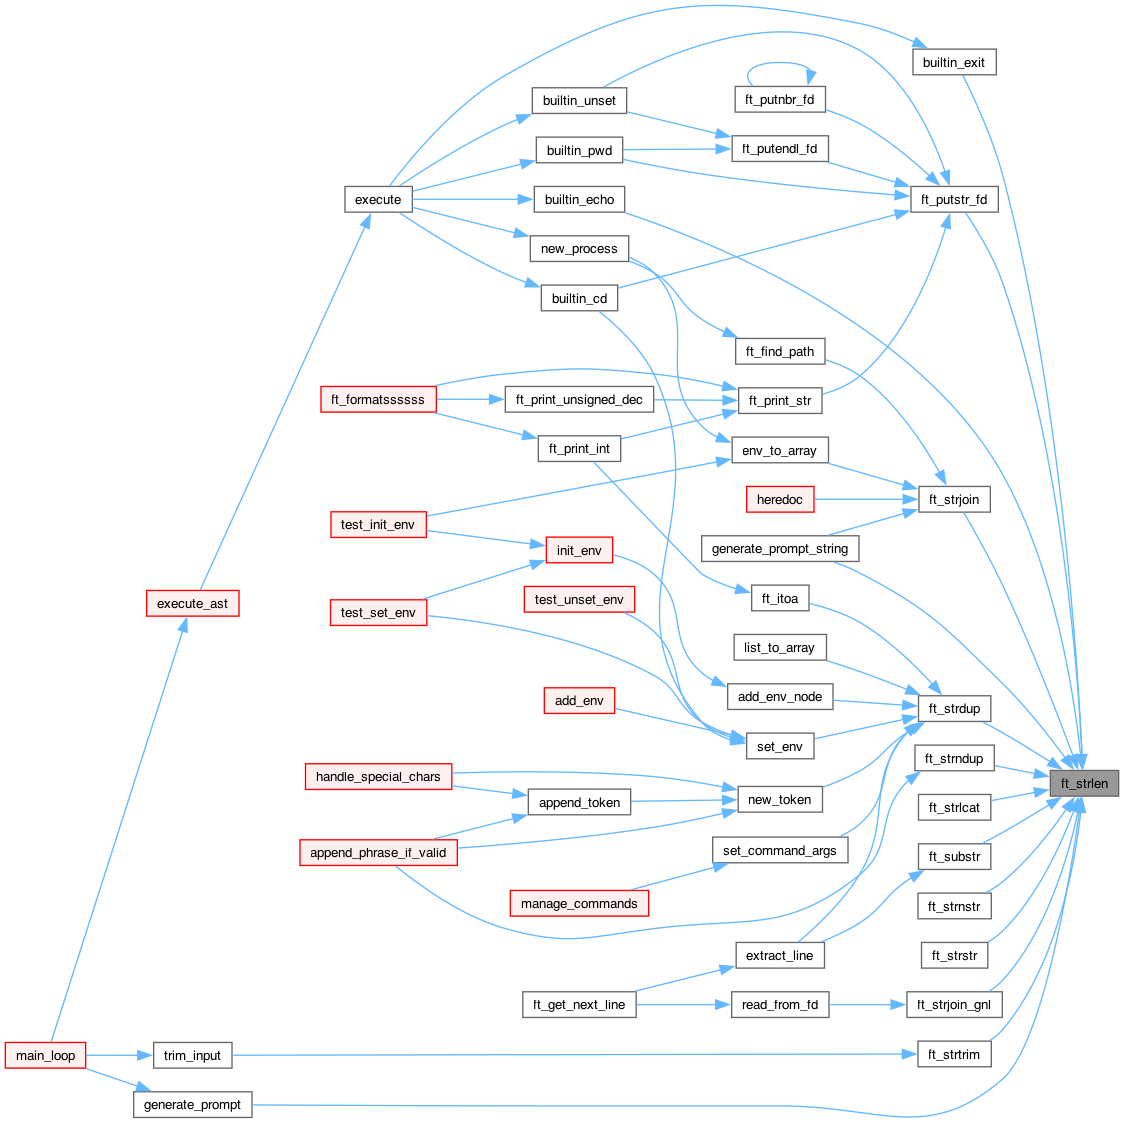 builtin_exit
builtin_unset
ft_putnbr_fd
builtin_pwd
ft_putendl_fd
execute
builtin_echo
ft_putstr_fd
new_process
builtin_cd
ft_find_path
ft_formatssssss
ft_print_unsigned_dec
ft_print_str
ft_print_int
env_to_array
heredoc
ft_strjoin
test_init_env
init_env
generate_prompt_string
execute_ast
test_set_env
test_unset_env
ft_itoa
list_to_array
add_env
add_env_node
ft_strdup
set_env
ft_strndup
handle_special_chars
append_token
new_token
ft_strlen
ft_strlcat
append_phrase_if_valid
set_command_args
ft_substr
manage_commands
ft_strnstr
extract_line
ft_strstr
ft_get_next_line
read_from_fd
ft_strjoin_gnl
main_loop
trim_input
ft_strtrim
generate_prompt